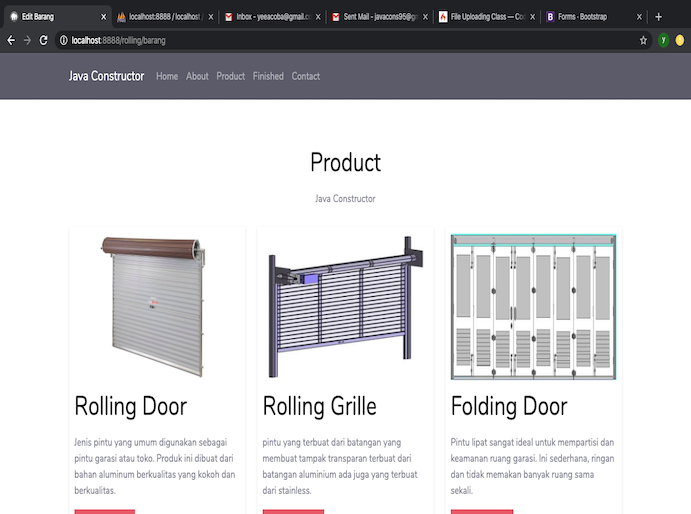 Edit Barang
localhost:8888 / localhost /
Inbox - yeeacoba@gmail.c
Sent Mail - javacons95@g
File Uploading Class — Co
Forms · Bootstrap
localhost:8888/rolling/barang
Java Constructor Home About Product Finished Contact
Product
Java Constructor
Rolling Door
Jenis pintu yang umum digunakan sebagai
pintu garasi atau toko. Produk ini dibuat dari
bahan aluminum berkualitas yang kokoh dan
berkualitas.
Rolling Grille
pintu yang terbuat dari batangan yang
membuat tampak transparan terbuat dari
batangan aluminium ada juga yang terbuat
dari stainless.
Folding Door
Pintu lipat sangat ideal untuk mempartisi dan
keamanan ruang garasi. Ini sederhana, ringan
dan tidak memakan banyak ruang sama
sekali.